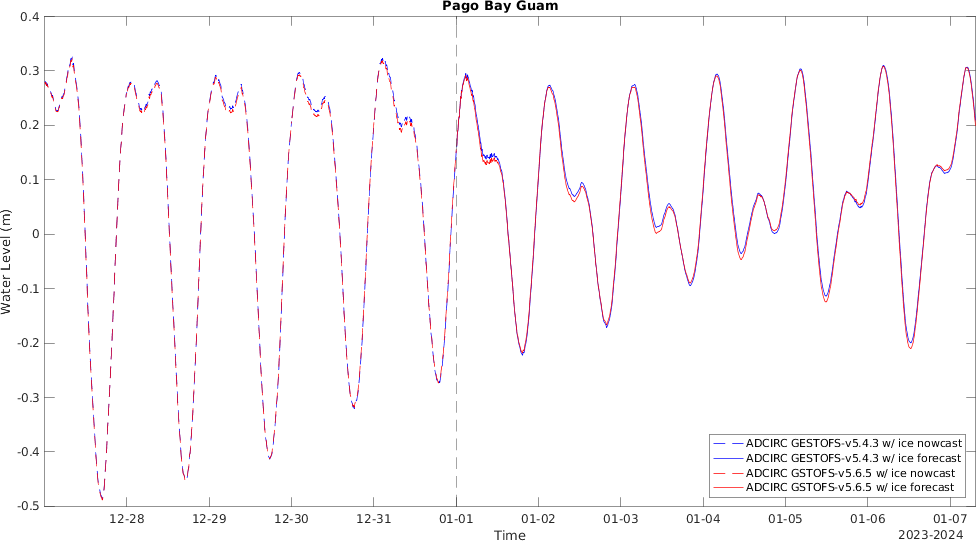 Pago Bay Guam
0.4
0.3
0.2
0.1
0
-0.1
-0.2
-0.3
-0.4
-0.5
Water Level (m)
12-28 12-29 12-30 12-31 01-01 01-02 01-03 01-04 01-05 01-06 01-07
Time
2023-2024
ADCIRC GESTOFS-v5.4.3 w/ ice nowcast
ADCIRC GESTOFS-v5.4.3 w/ ice forecast
ADCIRC GSTOFS-v5.6.5 w/ ice nowcast
ADCIRC GSTOFS-v5.6.5 w/ ice forecast